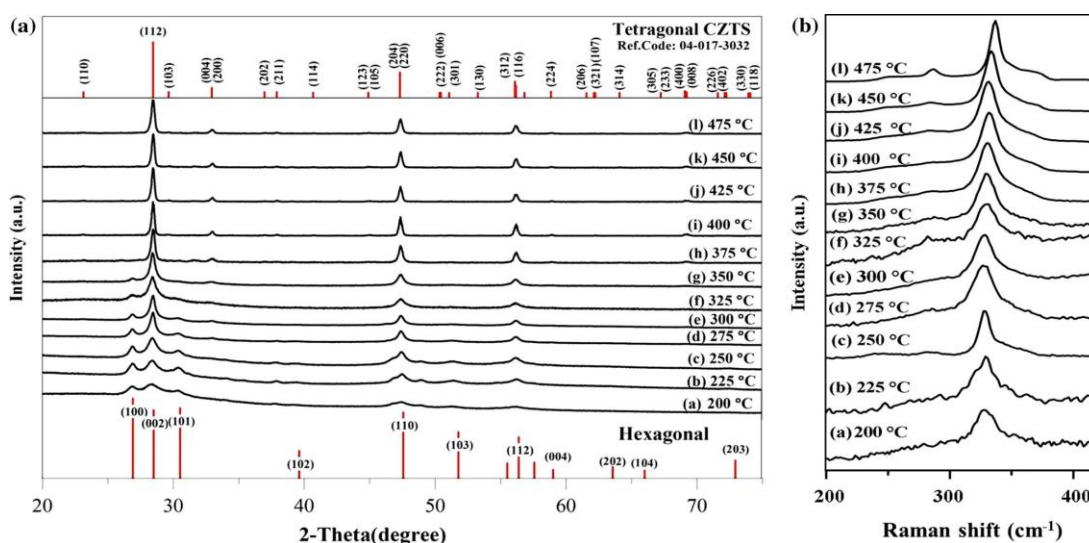 (a)
Tetragonal CZTS
Ref.Code: 04-017-3032
(110)
(112)
(103)
(004)
(200)
(202)
(211)
(114)
(123)
(105)
(204)
(220)
(222)
(006)
(301)
(130)
(312)
(116)
(224)
(206)
(321)
(107)
(314)
(305)
(233)
(400)
(008)
(226)
(402)
(330)
(118)
(l) 475 °C
(k) 450 °C
(j) 425 °C
(i) 400 °C
(h) 375 °C
(g) 350 °C
(f) 325 °C
(e) 300 °C
(d) 275 °C
(c) 250 °C
(b) 225 °C
(a) 200 °C
Hexagonal
(100)
(002)
(101)
(102)
(110)
(103)
(112)
(004)
(202)
(104)
(203)
Intensity (a.u.)
20 30 40 50 60 70
2-Theta(degree)
(b)
(l) 475 °C
(k) 450 °C
(j) 425 °C
(i) 400 °C
(h) 375 °C
(g) 350 °C
(f) 325 °C
(e) 300 °C
(d) 275 °C
(c) 250 °C
(b) 225 °C
(a) 200 °C
Intensity (a.u.)
200 300 400
Raman shift (cm-1)